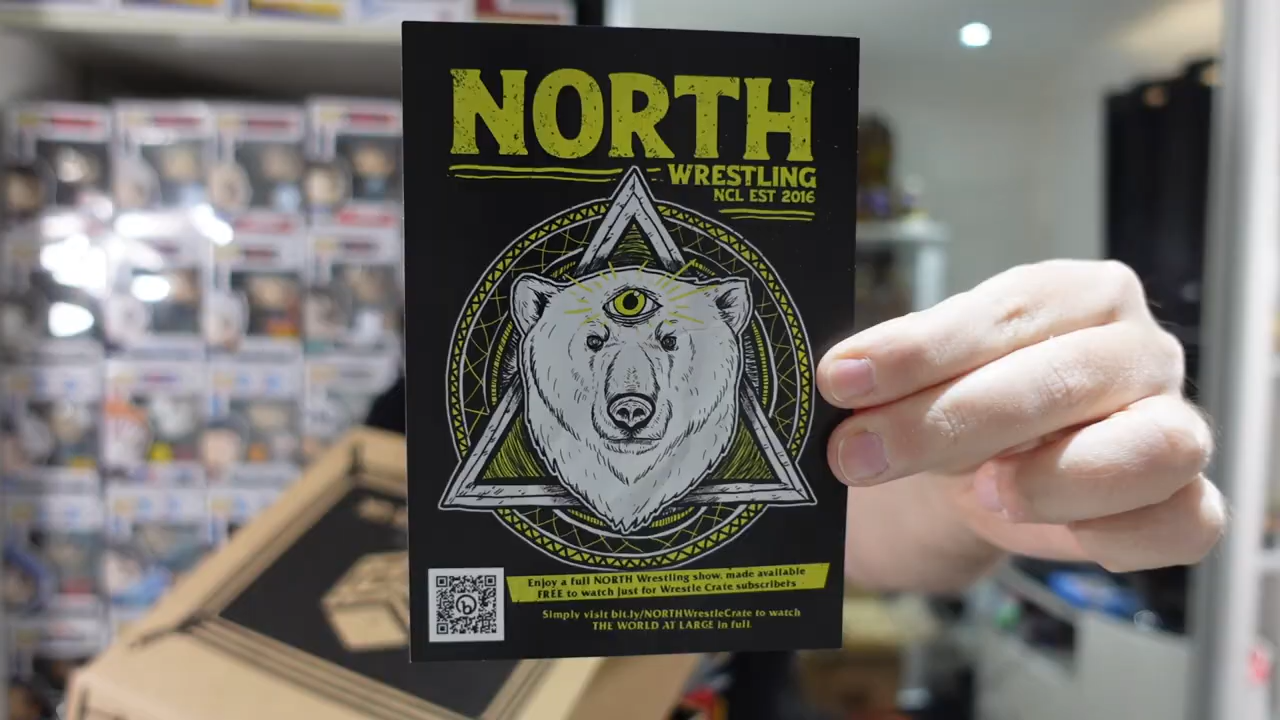 NORTH
WRESTLING
NCL EST 2016
Enjoy a full NORTH Wrestling show, made available
FREE to watch just for Wrestle Crate subscribers
Simply visit bit.ly/NORTHWrestleCrate to watch
THE WORLD AT LARGE in full.